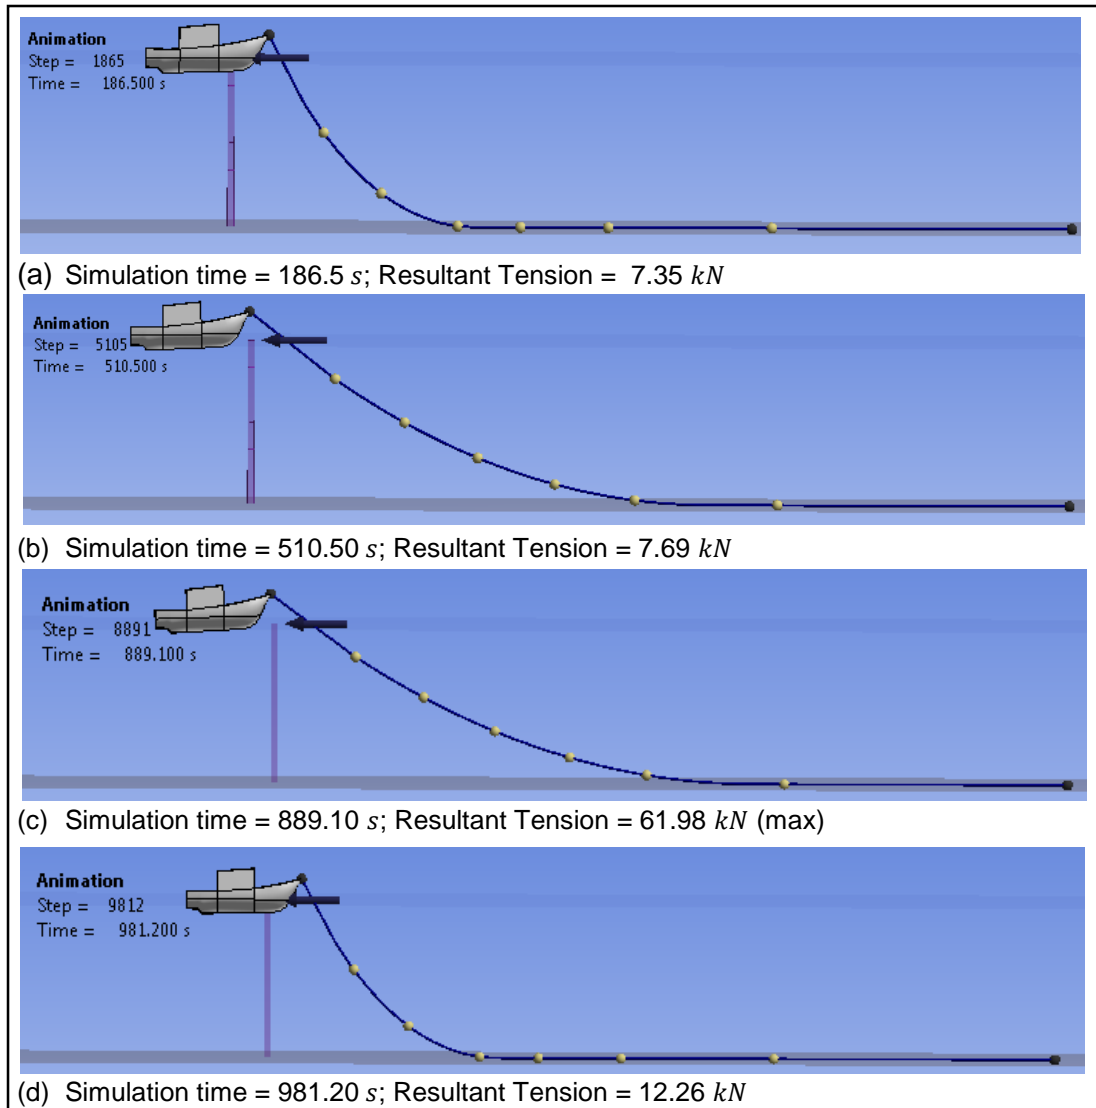 Animation
Step = 1865
Time = 186.500 s
(a) Simulation time = 186.5 s; Resultant Tension = 7.35 kN
Animation
Step = 5105
Time = 510.500 s
(b) Simulation time = 510.50 s; Resultant Tension = 7.69 kN
Animation
Step = 8891
Time = 889.100 s
(c) Simulation time = 889.10 s; Resultant Tension = 61.98 kN (max)
Animation
Step = 9812
Time = 981.200 s
(d) Simulation time = 981.20 s; Resultant Tension = 12.26 kN